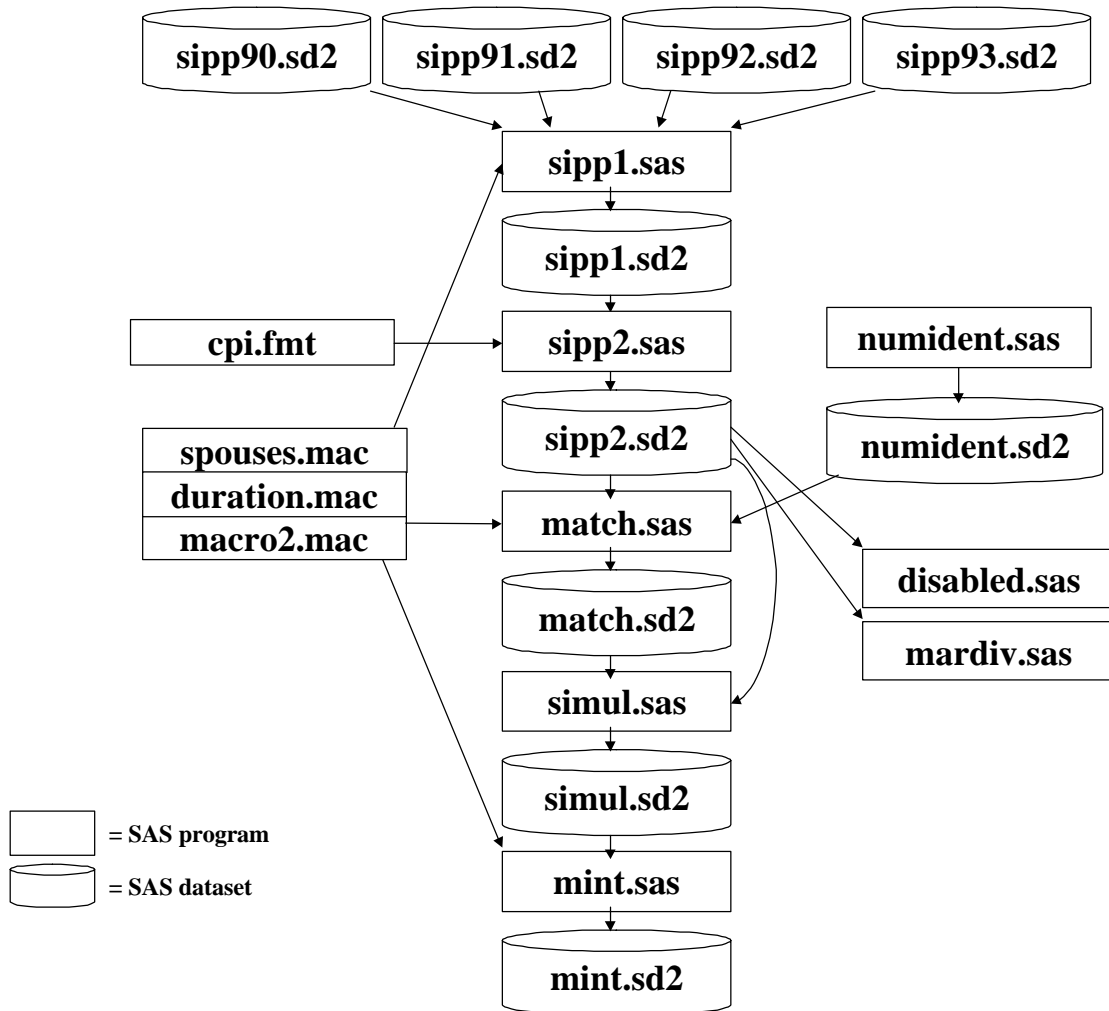 sipp90.sd2
sipp91.sd2
sipp92.sd2
sipp93.sd2
sipp1.sas
sipp1.sd2
cpi.fmt
sipp2.sas
numident.sas
sipp2.sd2
numident.sd2
spouses.mac
duration.mac
macro2.mac
match.sas
disabled.sas
match.sd2
mardiv.sas
simul.sas
simul.sd2
= SAS program
mint.sas
= SAS dataset
mint.sd2